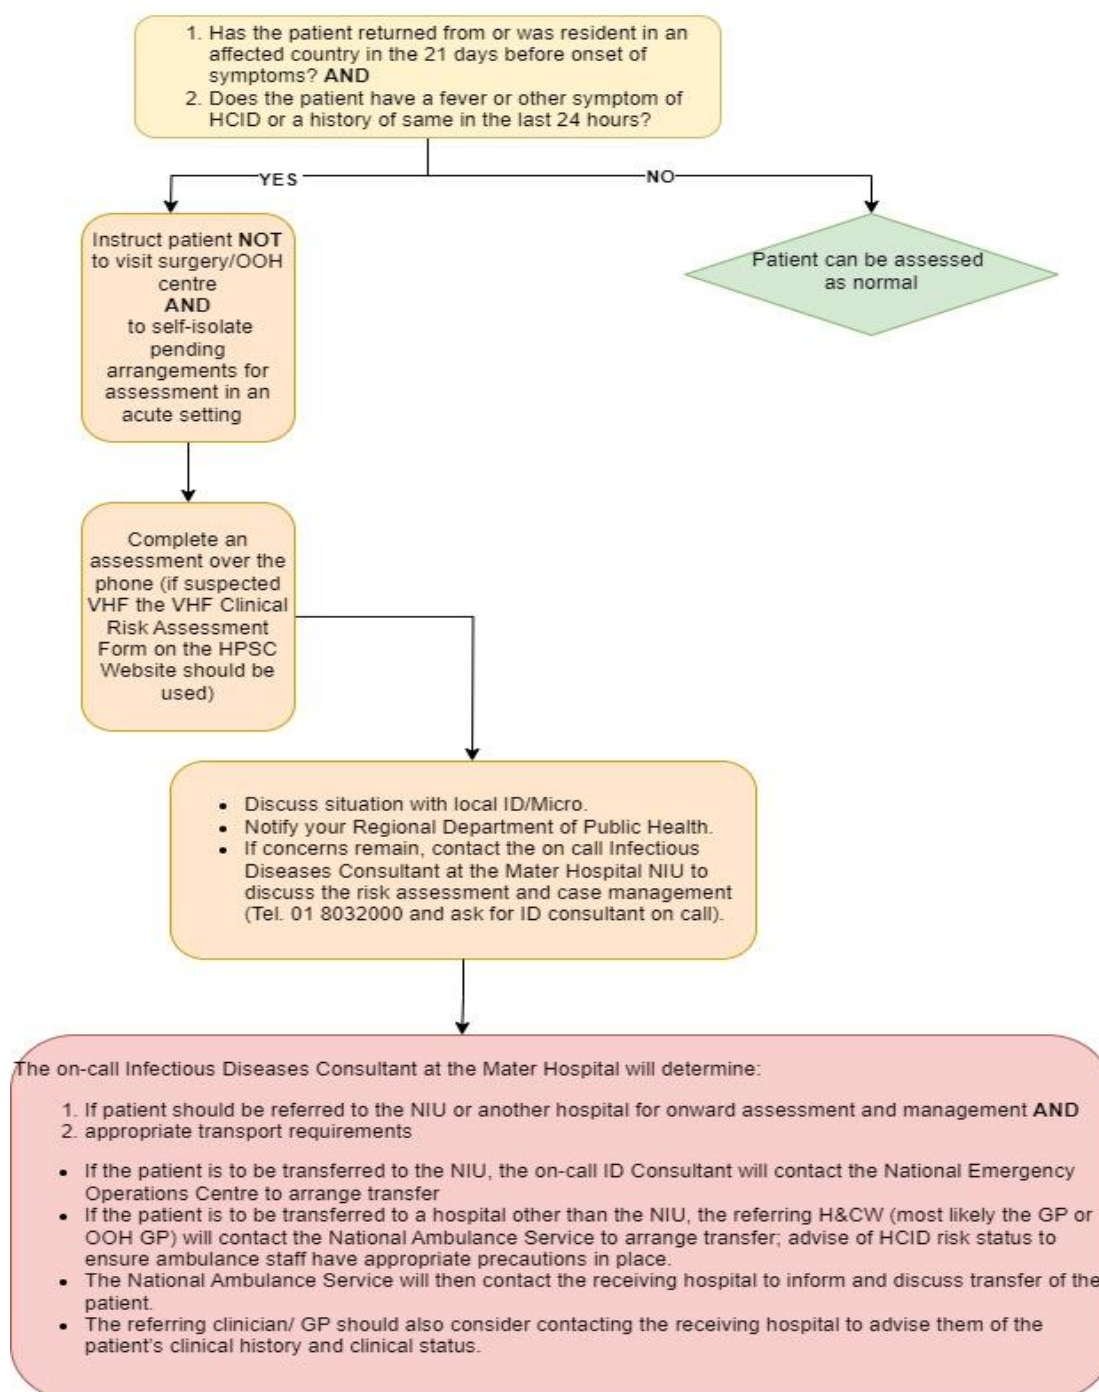 1. Has the patient returned from or was resident in an
affected country in the 21 days before onset of
symptoms? AND
2. Does the patient have a fever or other symptom of
HCID or a history of same in the last 24 hours?
YES
NO
Instruct patient NOT
to visit surgery/OOH
centre
AND
to self-isolate
pending
arrangements for
assessment in an
acute setting
Patient can be assessed
as normal
Complete an
assessment over the
phone (if suspected
VHF the VHF Clinical
Risk Assessment
Form on the HPSC
Website should be
used)
• Discuss situation with local ID/Micro.
• Notify your Regional Department of Public Health.
• If concerns remain, contact the on call Infectious
Diseases Consultant at the Mater Hospital NIU to
discuss the risk assessment and case management
(Tel. 01 8032000 and ask for ID consultant on call).
The on-call Infectious Diseases Consultant at the Mater Hospital will determine:
1. If patient should be referred to the NIU or another hospital for onward assessment and management AND
2. appropriate transport requirements
• If the patient is to be transferred to the NIU, the on-call ID Consultant will contact the National Emergency
Operations Centre to arrange transfer
• If the patient is to be transferred to a hospital other than the NIU, the referring H&CW (most likely the GP or
OOH GP) will contact the National Ambulance Service to arrange transfer; advise of HCID risk status to
ensure ambulance staff have appropriate precautions in place.
• The National Ambulance Service will then contact the receiving hospital to inform and discuss transfer of the
patient.
• The referring clinician/ GP should also consider contacting the receiving hospital to advise them of the
patient's clinical history and clinical status.